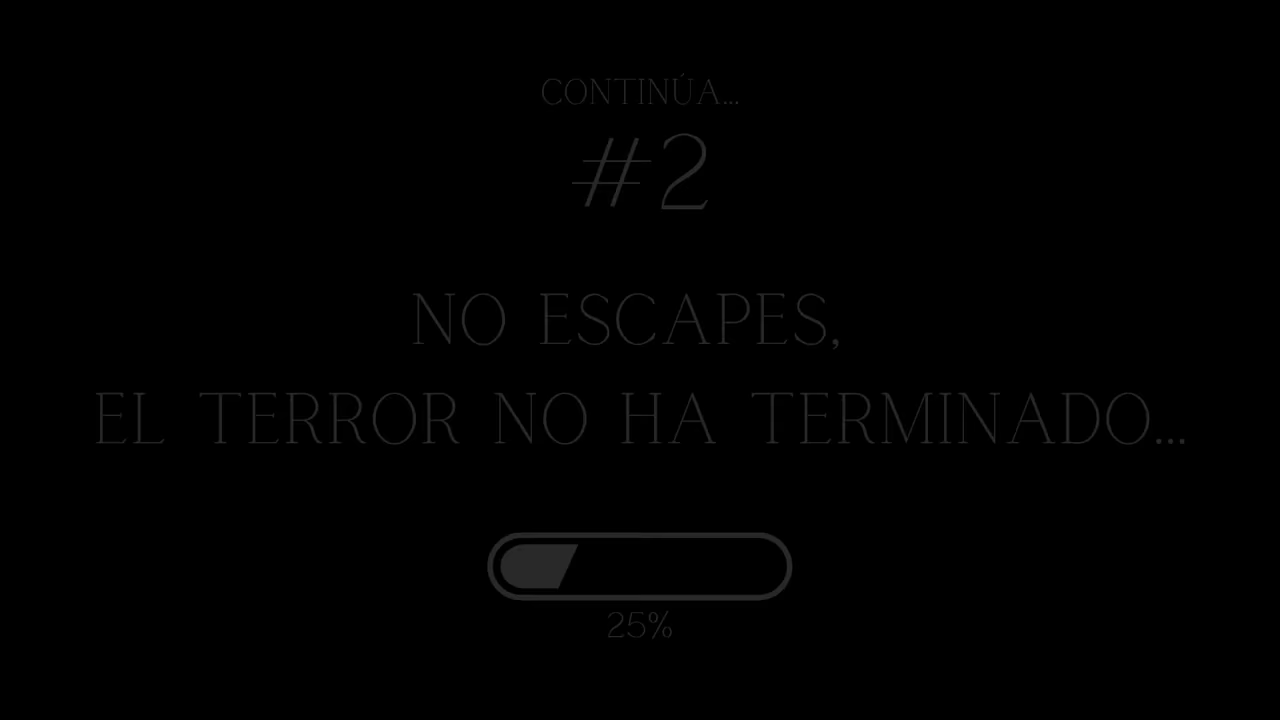 CONTINÚA...
#2
NO ESCAPES,
EL TERROR NO HA TERMINADO...
25%